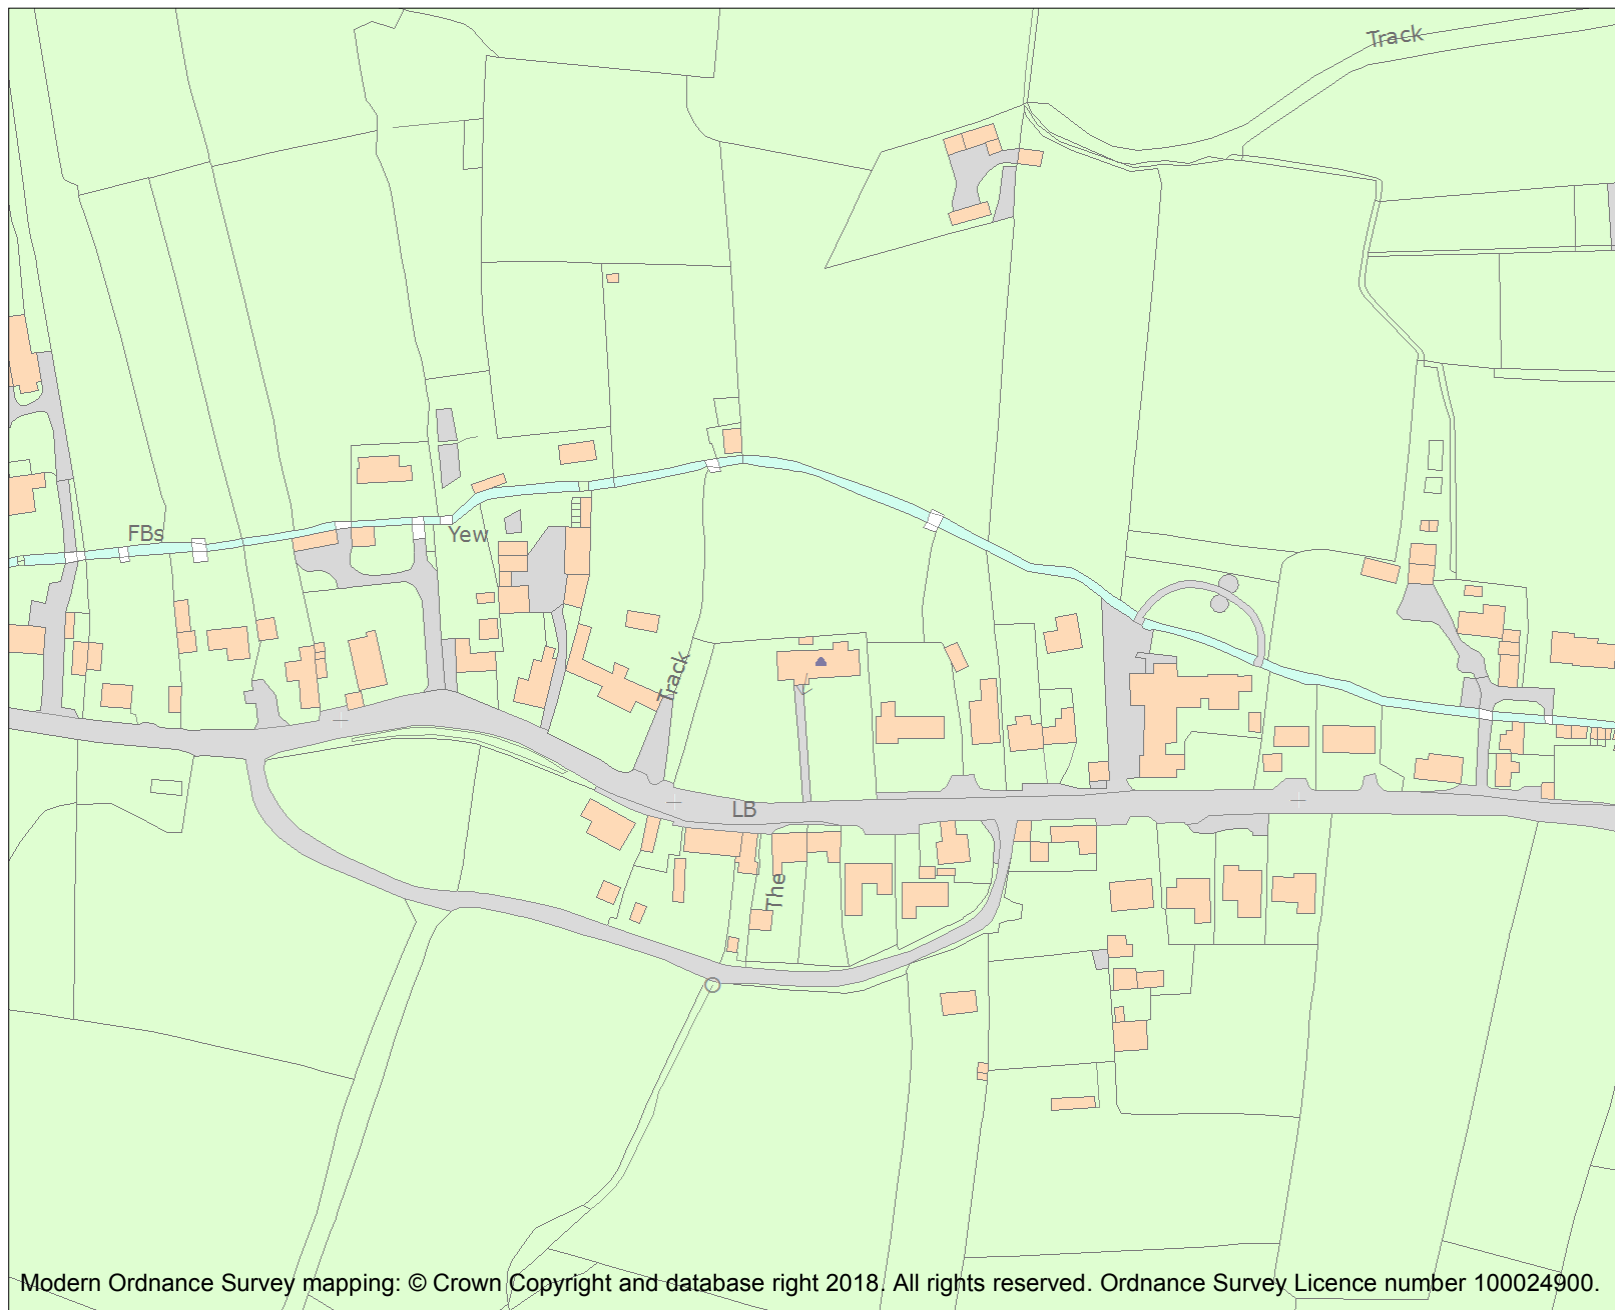 Track
FBs
Yew
Track
LB
The
Modern Ordnance Survey mapping: © Crown Copyright and database right 2018. All rights reserved. Ordnance Survey Licence number 100024900.